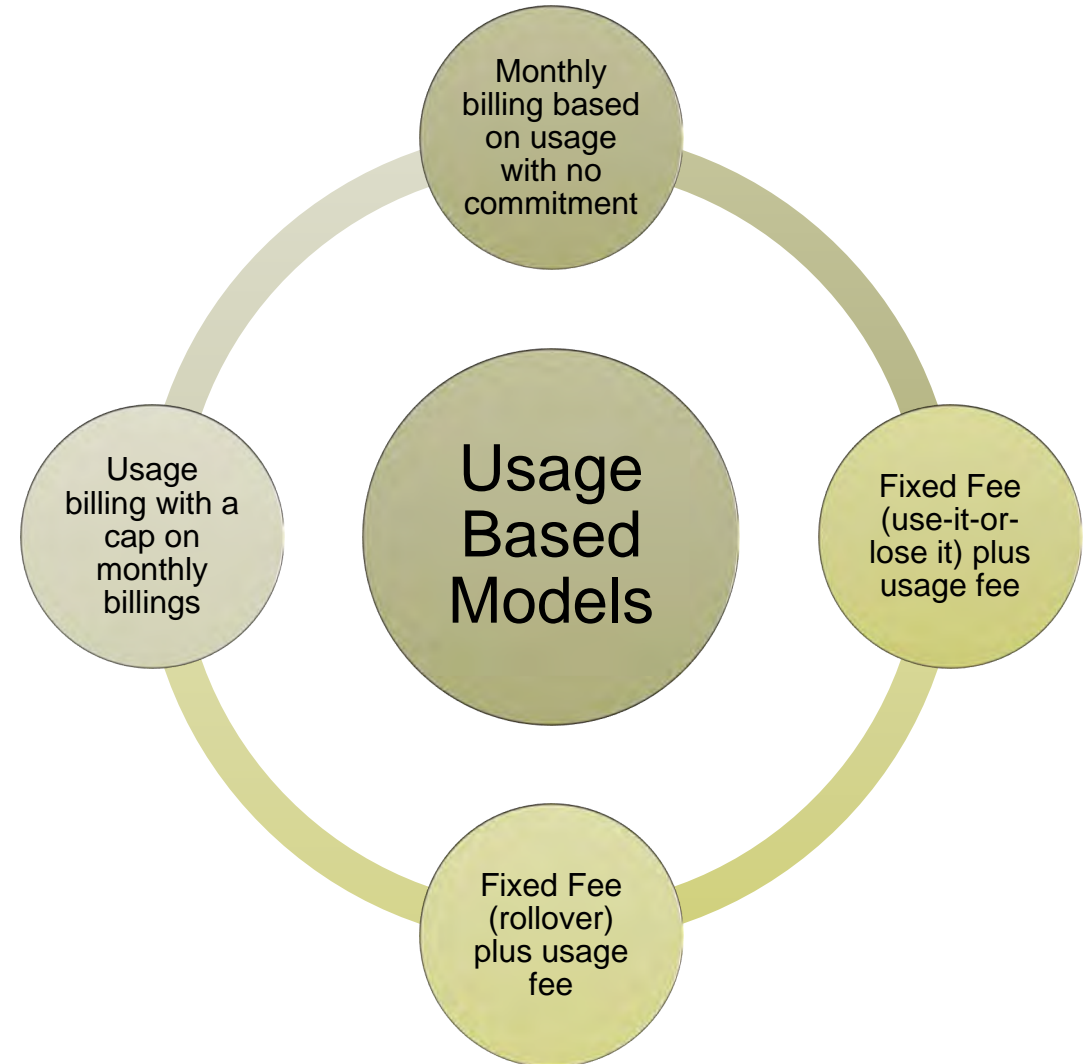 Monthly
billing based
on usage
with no
commitment
Usage
Based
Models
Fixed Fee
(use-it-or-
lose it) plus
usage fee
Fixed Fee
(rollover)
plus usage
fee
Usage
billing with a
cap on
monthly
billings